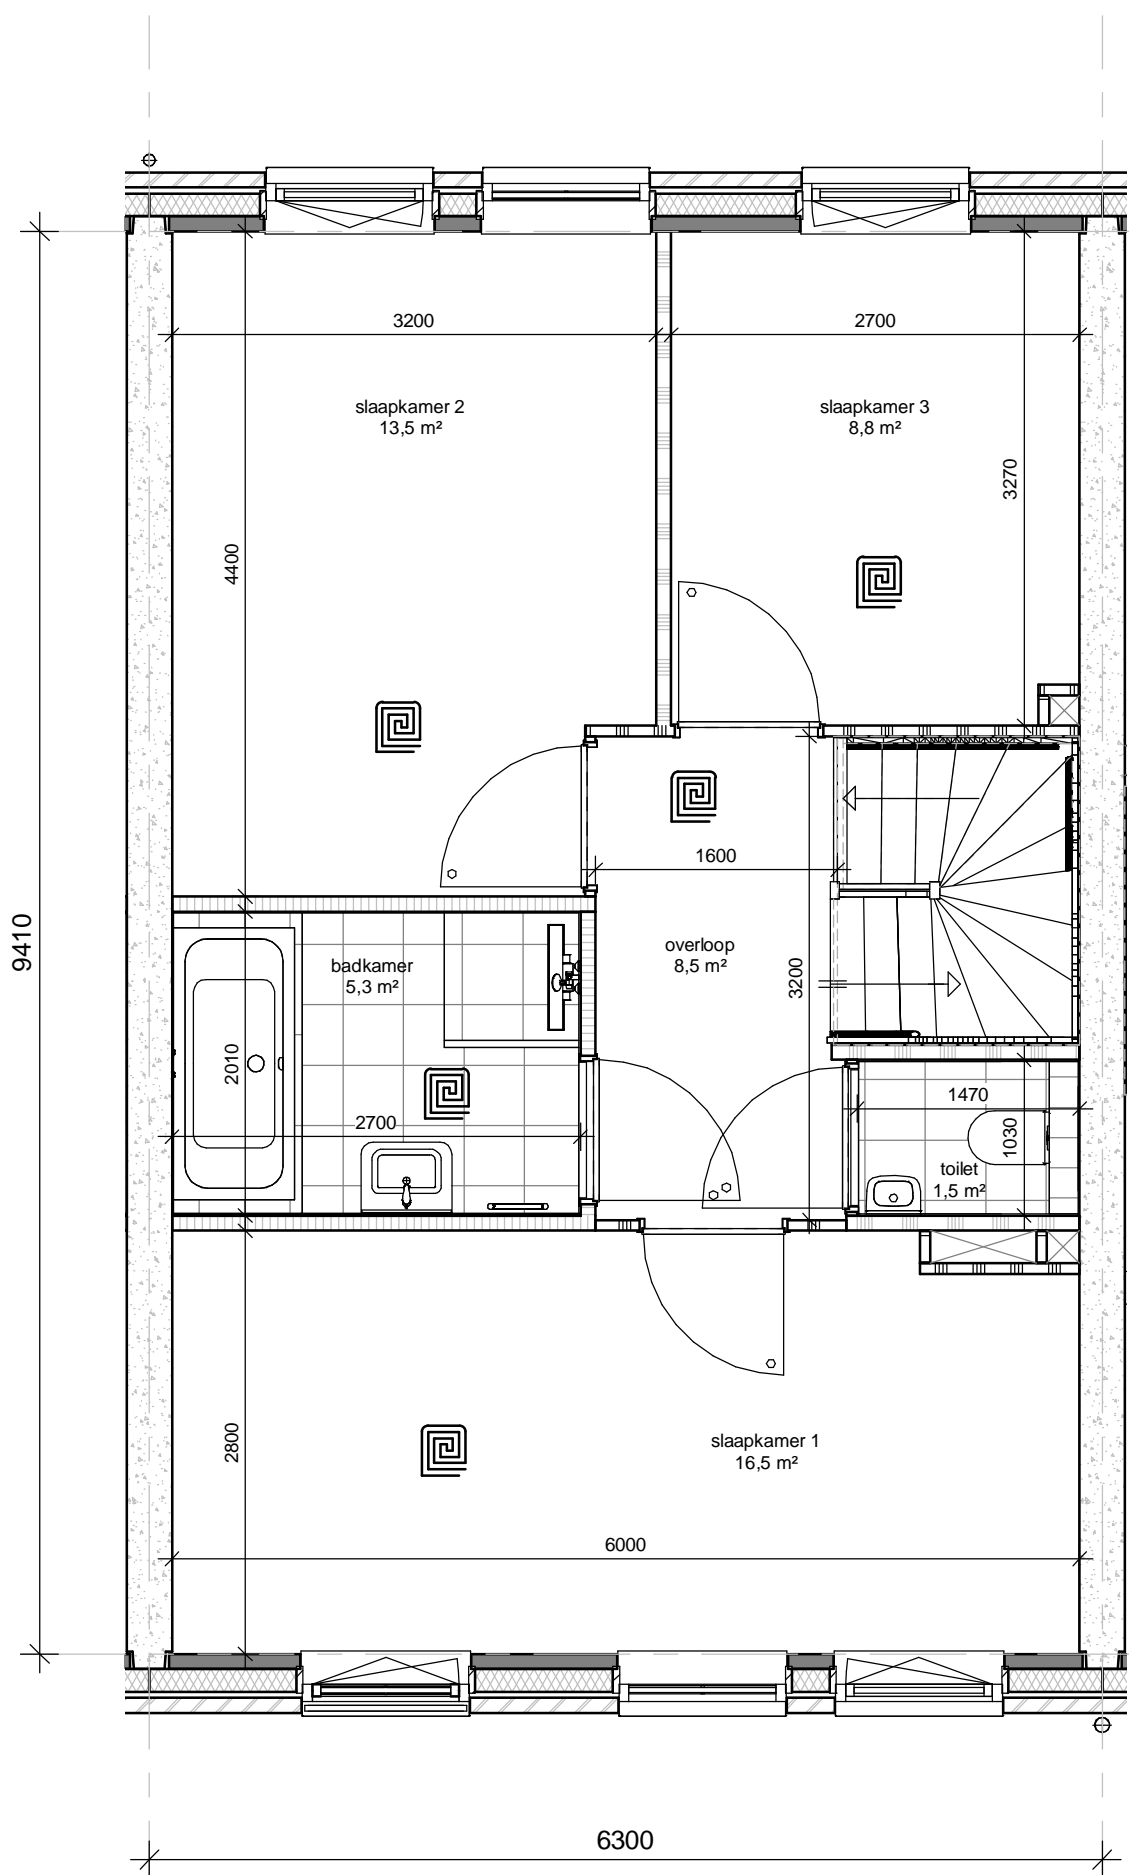 3200
2700
slaapkamer 2
13,5 m²
slaapkamer 3
8,8 m²
3270
4400
1600
9410
overloop
8,5 m²
badkamer
5,3 m²
3200
2010
2700
1470
1030
toilet
1,5 m²
2800
slaapkamer 1
16,5 m²
6000
6300